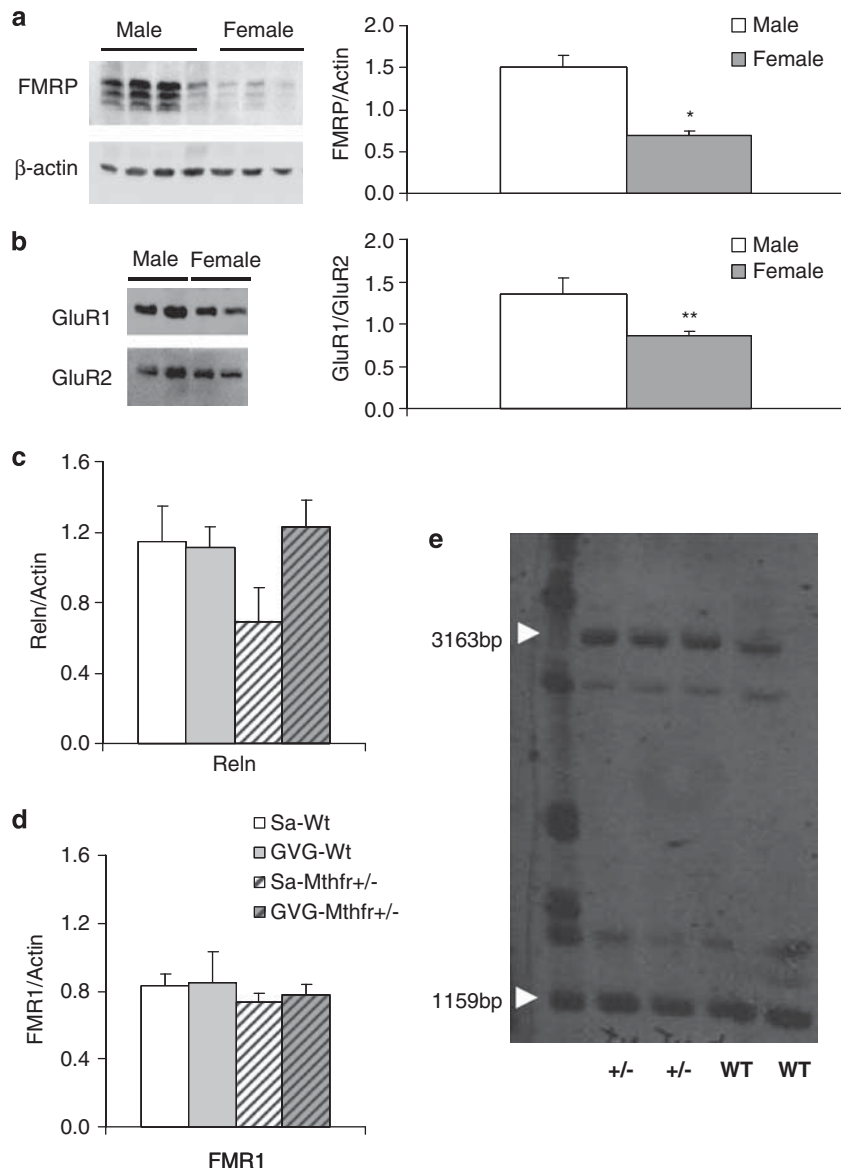 a
Male Female
FMRP
β-actin
2.0
1.5
1.0
0.5
0.0
FMRP/Actin
Male
Female
*
b
Male Female
GluR1
GluR2
2.0
1.5
1.0
0.5
0.0
GluR1/GluR2
Male
Female
**
c
1.6
1.2
0.8
0.4
0.0
Reln/Actin
Reln
d
1.6
1.2
0.8
0.4
0.0
FMR1/Actin
Sa-Wt
GVG-Wt
Sa-Mthfr+/-
GVG-Mthfr+/-
FMR1
e
3163bp
1159bp
+/- +/- WT WT